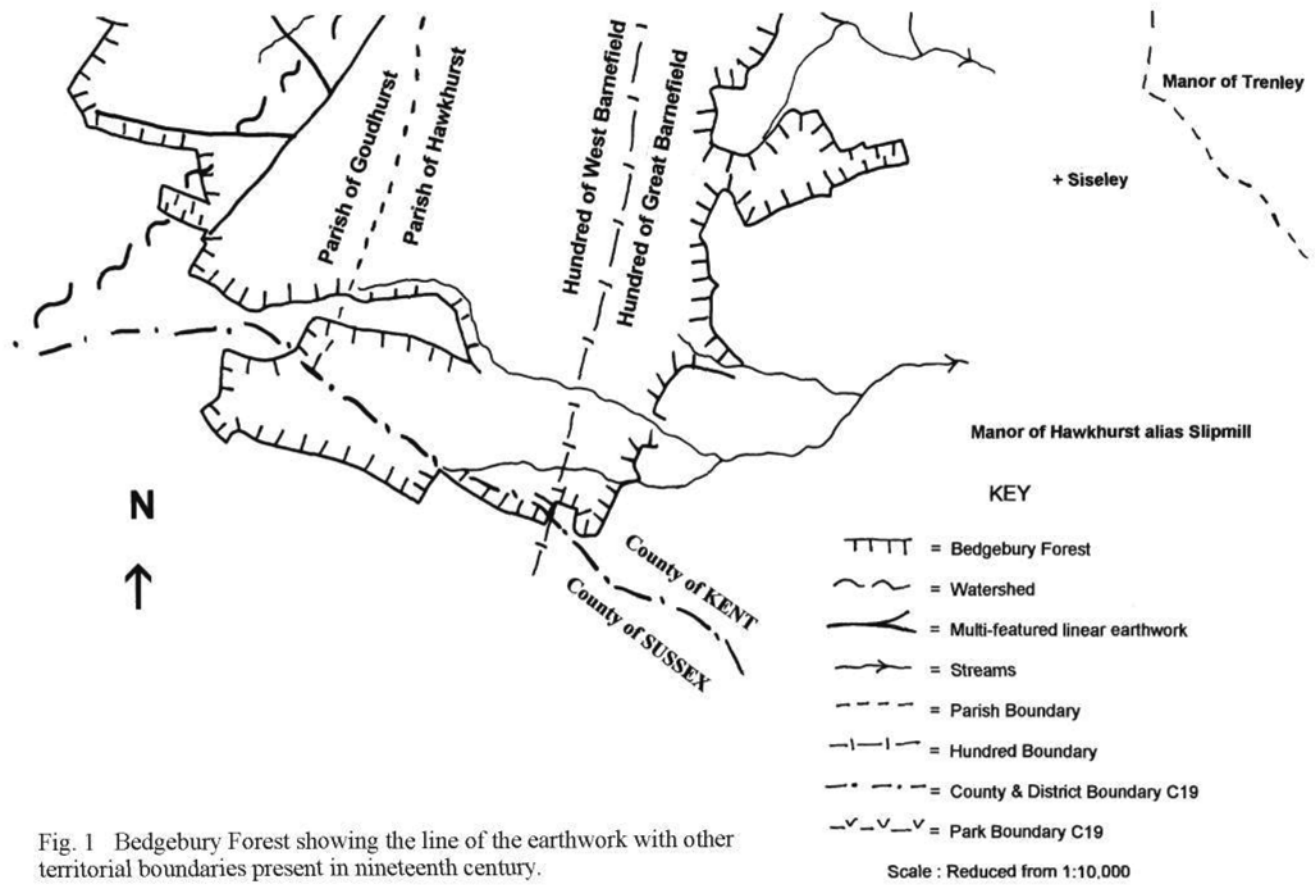 Parish of Goudhurst
Parish of Hawkhurst
Hundred of West Barnefield
Hundred of Great Barnefield
Manor of Trenley
+ Siseley
Manor of Hawkhurst alias Slipmill
N
County of KENT
County of SUSSEX
KEY
= Bedgebury Forest
= Watershed
= Multi-featured linear earthwork
= Streams
= Parish Boundary
= Hundred Boundary
= County & District Boundary C19
= Park Boundary C19
Scale : Reduced from 1:10,000
Fig. 1 Bedgebury Forest showing the line of the earthwork with other
territorial boundaries present in nineteenth century.